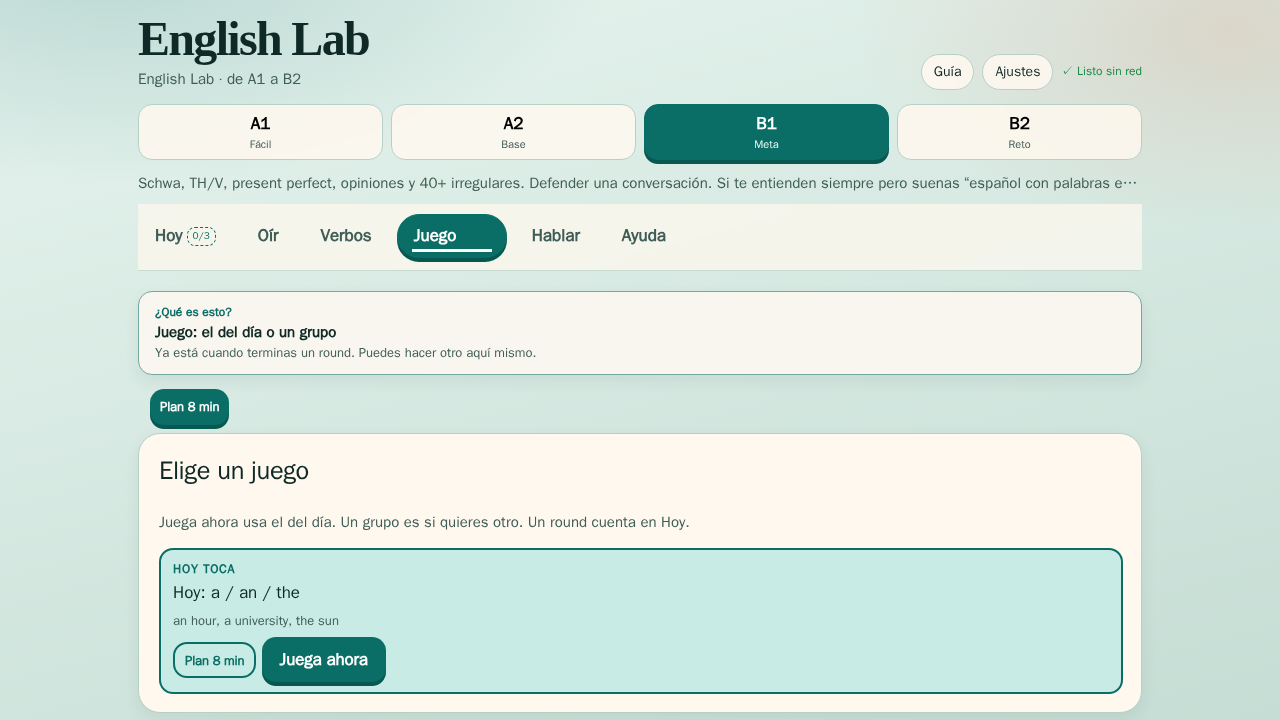 English Lab
English Lab · de A1 a B2
Guía
Ajustes
✓ Listo sin red
A1
Fácil
A2
Base
B1
Meta
B2
Reto
Schwa, TH/V, present perfect, opiniones y 40+ irregulares. Defender una conversación. Si te entienden siempre pero suenas “español con palabras e…
Hoy 0/3
Oír
Verbos
Juego
Hablar
Ayuda
¿Qué es esto?
Juego: el del día o un grupo
Ya está cuando terminas un round. Puedes hacer otro aquí mismo.
Plan 8 min
Elige un juego
Juega ahora usa el del día. Un grupo es si quieres otro. Un round cuenta en Hoy.
HOY TOCA
Hoy: a / an / the
an hour, a university, the sun
Plan 8 min
Juega ahora